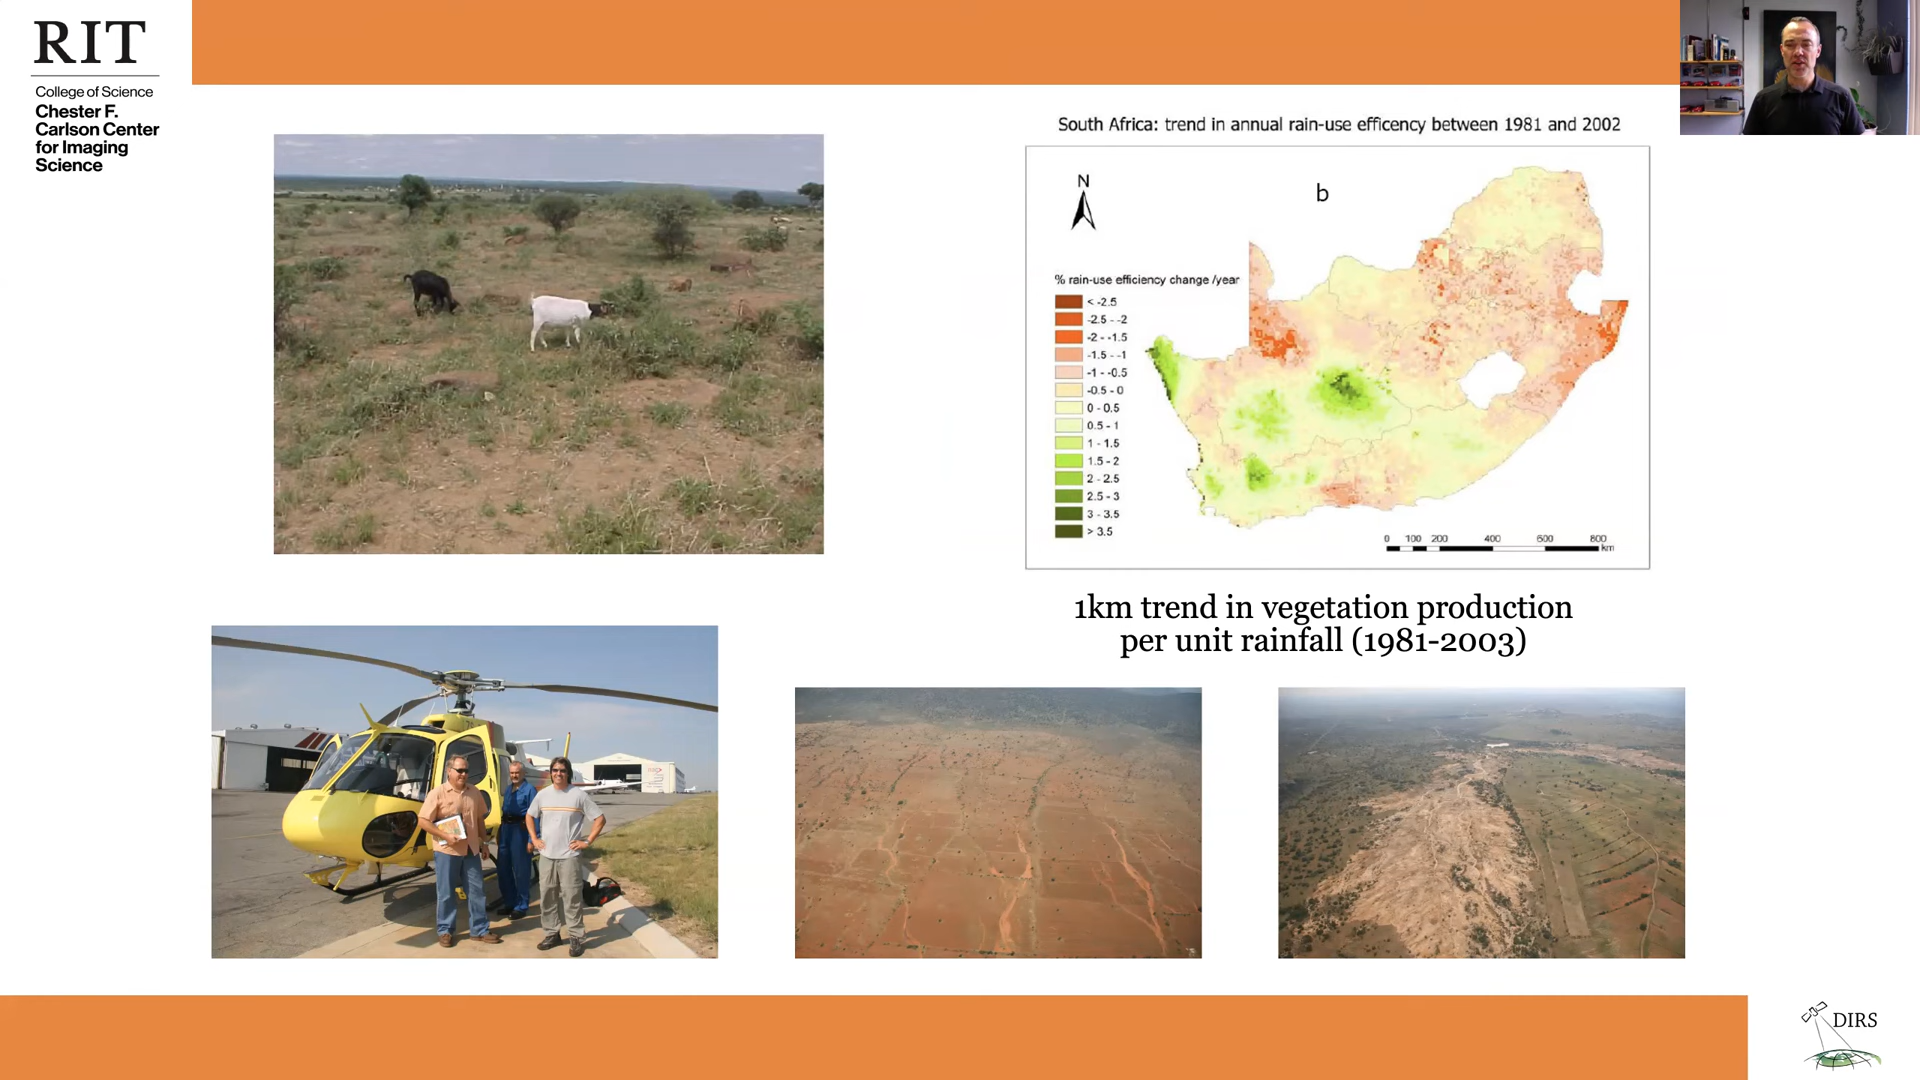 RIT
College of Science
Chester F.
Carlson Center
for Imaging
Science
South Africa: trend in annual rain-use efficency between 1981 and 2002
N
b
% rain-use efficiency change /year
< -2.5
-2.5 - -2
-2 - -1.5
-1.5 - -1
-1 - -0.5
-0.5 - 0
0 - 0.5
0.5 - 1
1 - 1.5
1.5 - 2
2 - 2.5
2.5 - 3
3 - 3.5
> 3.5
0 100 200 400 600 800
km
1km trend in vegetation production
per unit rainfall (1981-2003)
DIRS